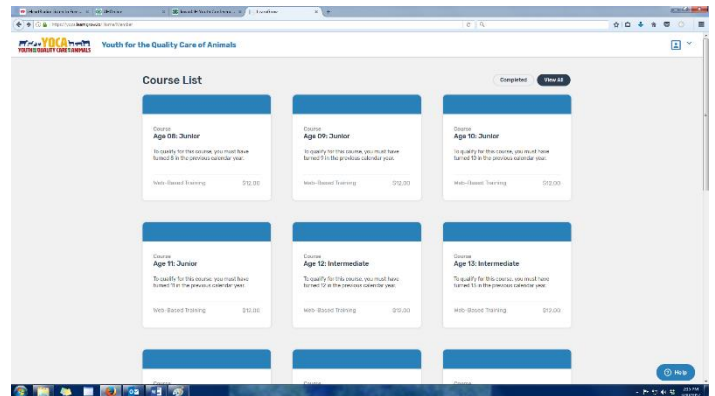 YQCA
YOUTH for the QUALITY CARE of ANIMALS
Youth for the Quality Care of Animals
Course List
Completed
View All
Course
Age 08: Junior
To qualify for this course, you must have
turned 8 in the previous calendar year.
Web-Based Training $12.00
Course
Age 09: Junior
To qualify for this course, you must have
turned 9 in the previous calendar year.
Web-Based Training $12.00
Course
Age 10: Junior
To qualify for this course, you must have
turned 10 in the previous calendar year.
Web-Based Training $12.00
Course
Age 11: Junior
To qualify for this course, you must have
turned 11 in the previous calendar year.
Web-Based Training $12.00
Course
Age 12: Intermediate
To qualify for this course, you must have
turned 12 in the previous calendar year.
Web-Based Training $12.00
Course
Age 13: Intermediate
To qualify for this course, you must have
turned 13 in the previous calendar year.
Web-Based Training $12.00
Course
Course
Course
Help